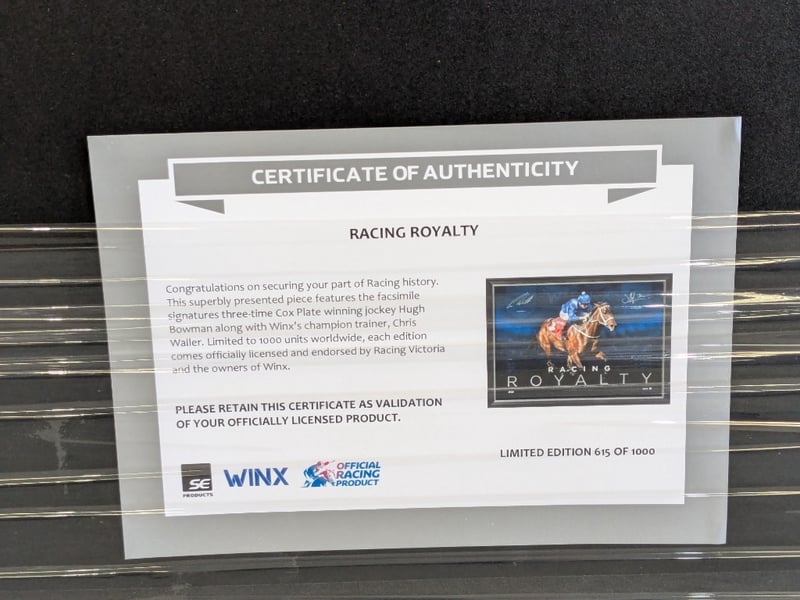 CERTIFICATE OF AUTHENTICITY
RACING ROYALTY
Congratulations on securing your part of Racing history.
This superbly presented piece features the facsimile
signatures three-time Cox Plate winning jockey Hugh
Bowman along with Winx's champion trainer, Chris
Waller. Limited to 1000 units worldwide, each edition
comes officially licensed and endorsed by Racing Victoria
and the owners of Winx.
RACING
ROYALTY
PLEASE RETAIN THIS CERTIFICATE AS VALIDATION
OF YOUR OFFICIALLY LICENSED PRODUCT.
LIMITED EDITION 615 OF 1000
SE
PRODUCTS
WINX
OFFICIAL
RACING
PRODUCT